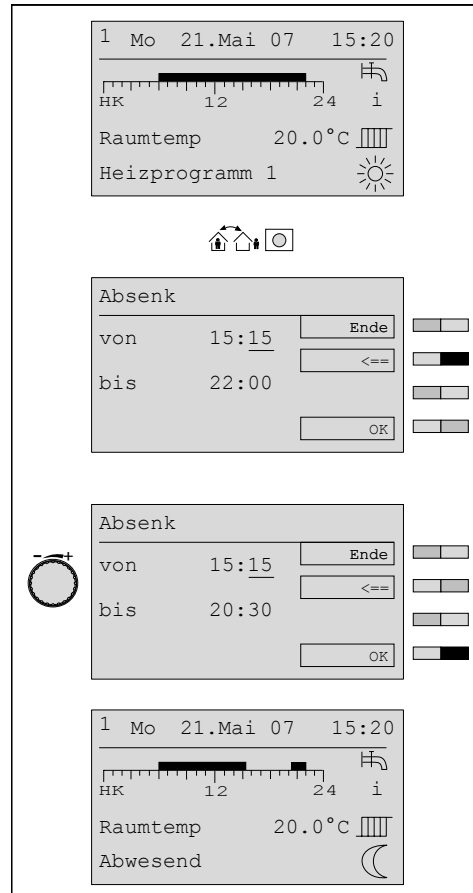 1 Mo 21.Mai 07 15:20
HK 12 24 i
Raumtemp 20.0°C
Heizprogramm 1
Absenk
Ende
von 15:15
<==
bis 22:00
OK
- +
Absenk
Ende
von 15:15
<==
bis 20:30
OK
1 Mo 21.Mai 07 15:20
HK 12 24 i
Raumtemp 20.0°C
Abwesend